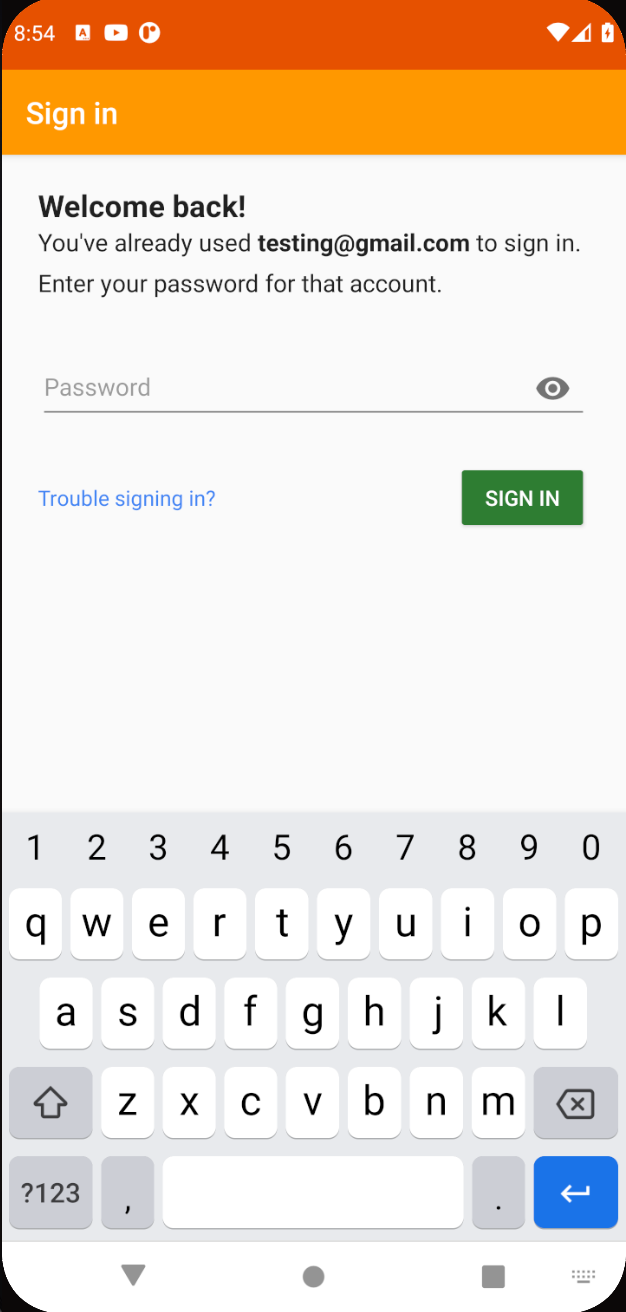 8:54
Sign in
Welcome back!
You've already used testing@gmail.com to sign in.
Enter your password for that account.
Password
Trouble signing in?
SIGN IN
1 2 3 4 5 6 7 8 9 0
q w e r t y u i o p
a s d f g h j k l
z x c v b n m
?123 , .